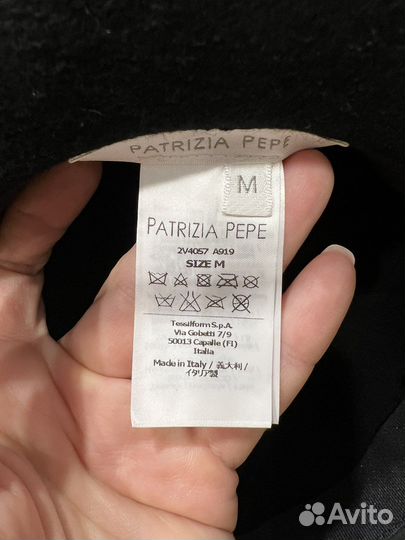 PATRIZIA PEPE
M
PATRIZIA PEPE
2V4057 A919
SIZE M
Tessilform S.p.A.
Via Gobetti 7/9
50013 Capalle (FI)
Italia
Made in Italy / 義大利 /
イタリア製
Avito